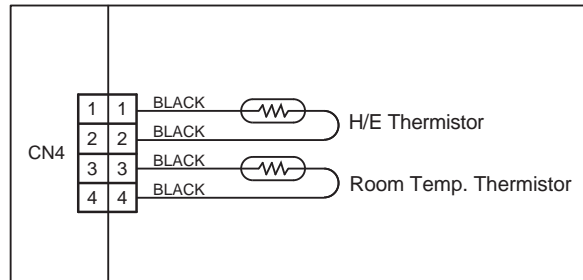 1 1 BLACK
H/E Thermistor
2 2 BLACK
CN4
3 3 BLACK
Room Temp. Thermistor
4 4 BLACK